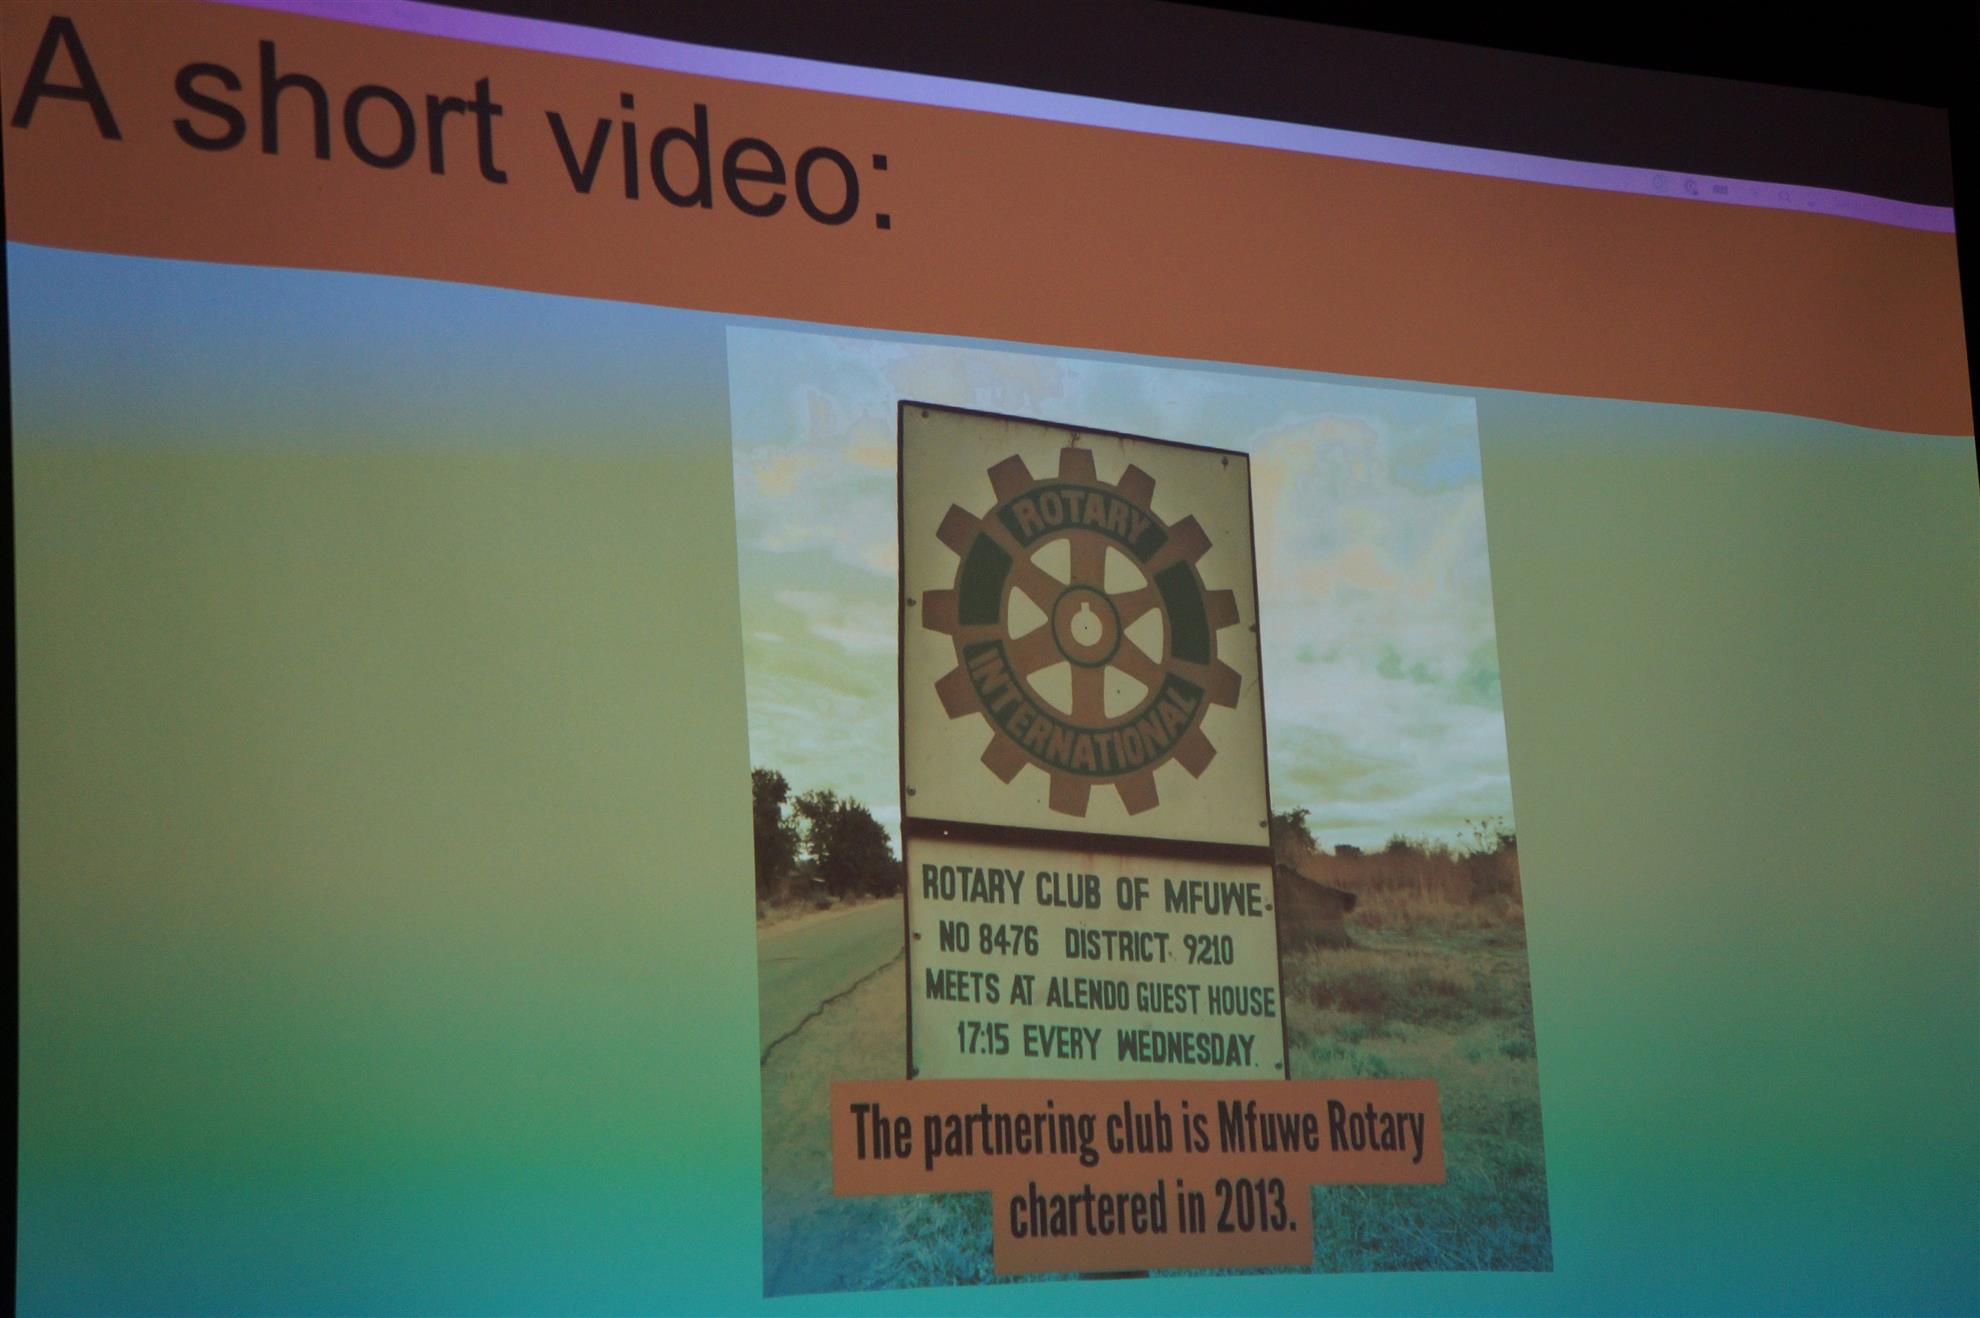 A short video:
ROTARY
INTERNATIONAL
ROTARY CLUB OF MFUWE
NO 8476 DISTRICT. 9210
MEETS AT ALENDO GUEST HOUSE
17:15 EVERY WEDNESDAY.
The partnering club is Mfuwe Rotary
chartered in 2013.